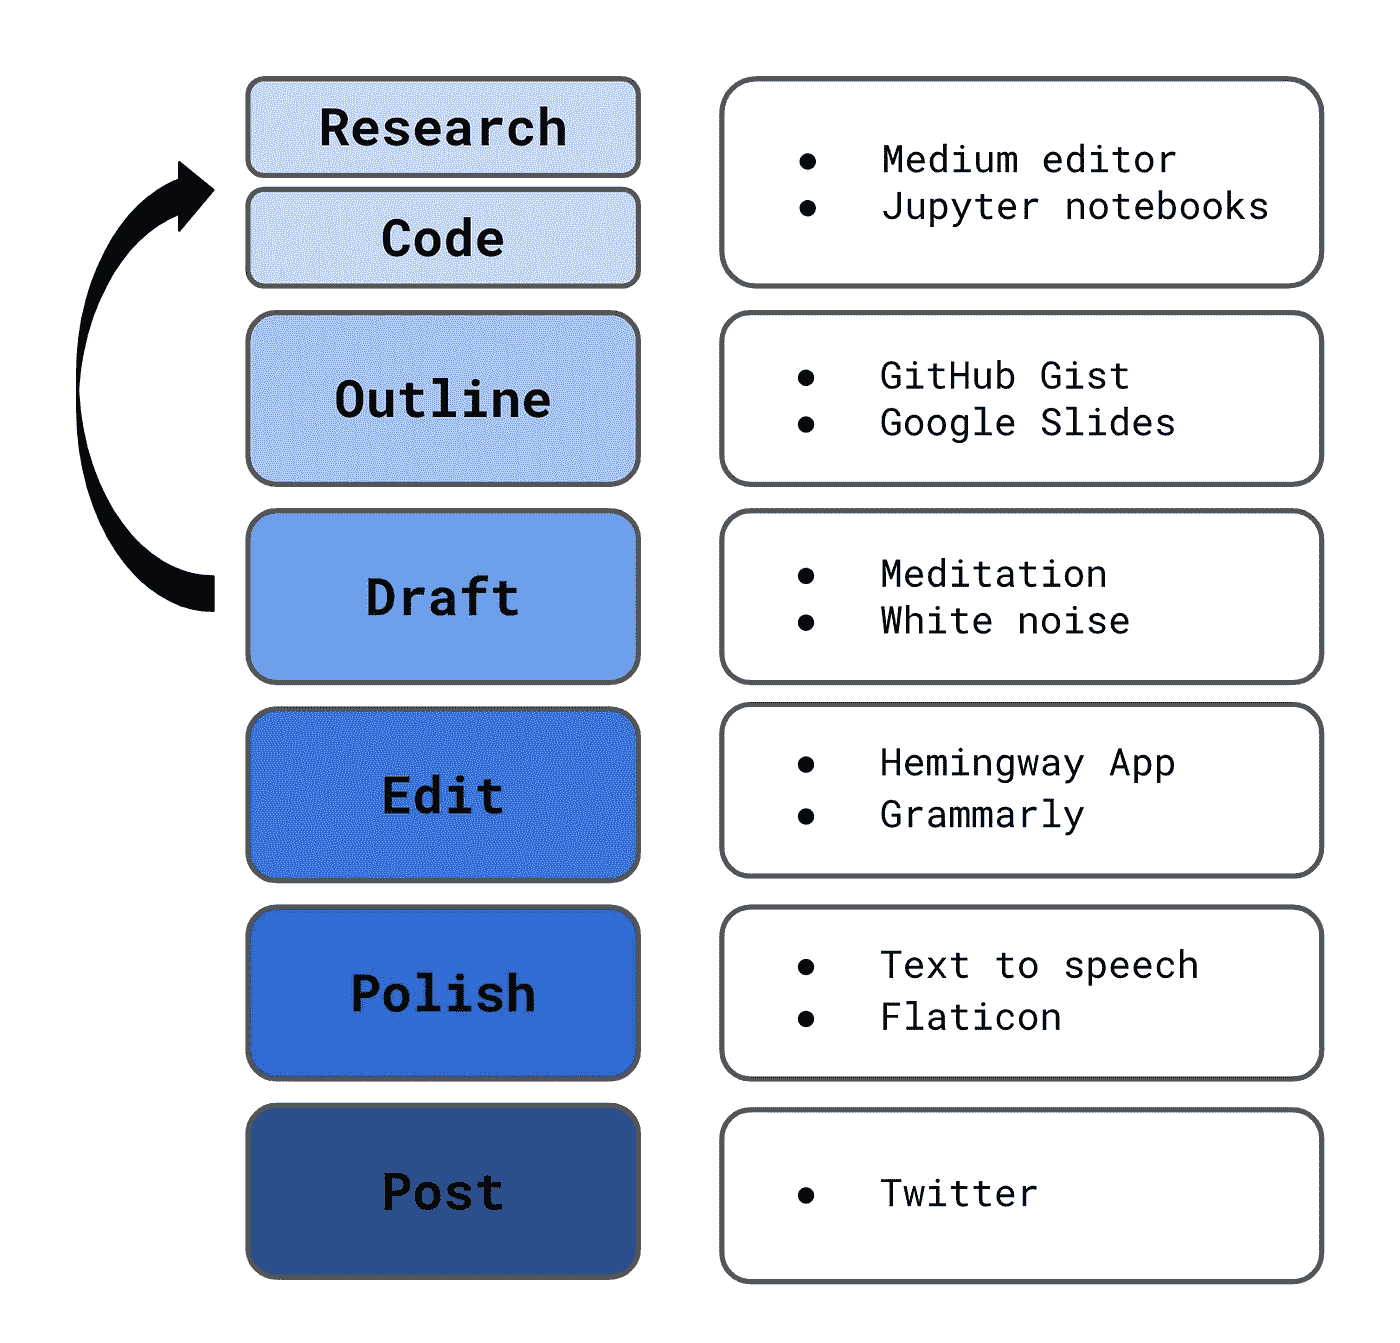 Research
Code
● Medium editor
● Jupyter notebooks
Outline
● GitHub Gist
● Google Slides
Draft
● Meditation
● White noise
Edit
● Hemingway App
● Grammarly
Polish
● Text to speech
● Flaticon
Post
● Twitter